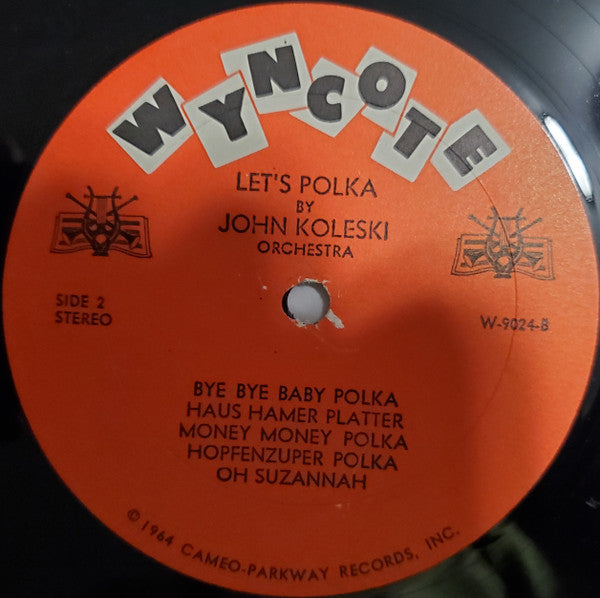 WYNCOTE
LET'S POLKA
BY
JOHN KOLESKI
ORCHESTRA
SIDE 2
STEREO
W-9024-B
BYE BYE BABY POLKA
HAUS HAMER PLATTER
MONEY MONEY POLKA
HOPFENZUPER POLKA
OH SUZANNAH
© 1964 CAMEO-PARKWAY RECORDS, INC.